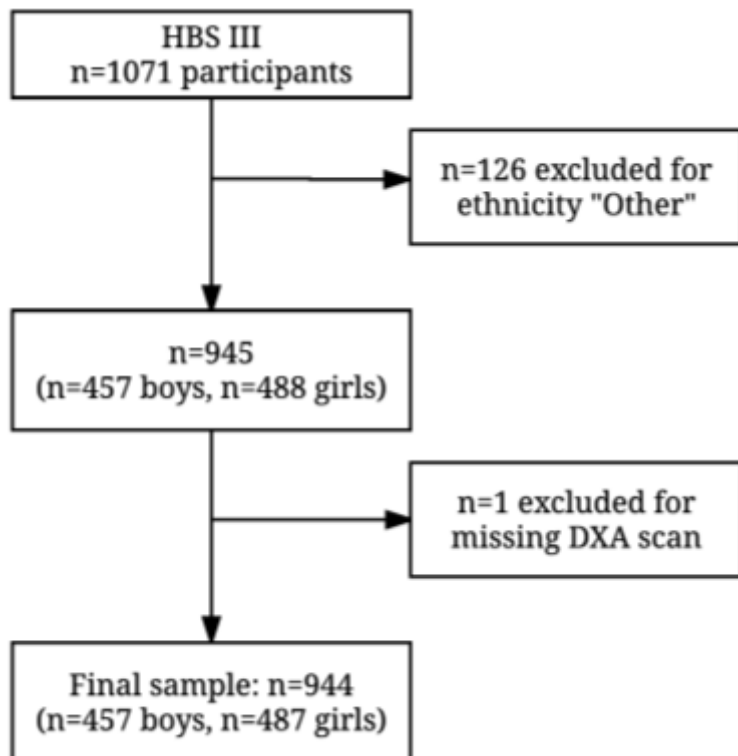 HBS III
n=1071 participants
n=126 excluded for
ethnicity "Other"
n=945
(n=457 boys, n=488 girls)
n=1 excluded for
missing DXA scan
Final sample: n=944
(n=457 boys, n=487 girls)